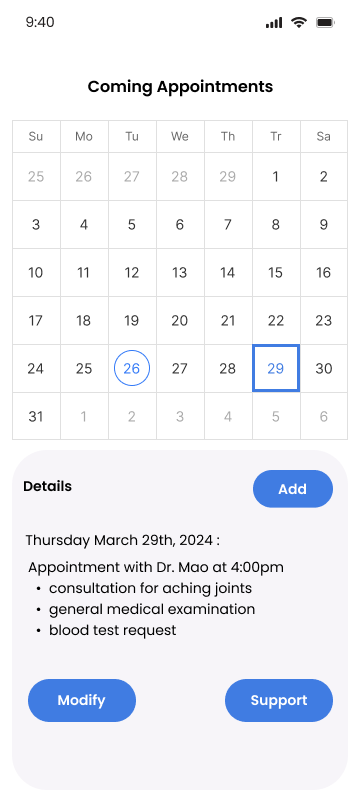 9:40
Coming Appointments
Su Mo Tu We Th Tr Sa
25 26 27 28 29 1 2
3 4 5 6 7 8 9
10 11 12 13 14 15 16
17 18 19 20 21 22 23
24 25 26 27 28 29 30
31 1 2 3 4 5 6
Details
Add
Thursday March 29th, 2024 :
Appointment with Dr. Mao at 4:00pm
• consultation for aching joints
• general medical examination
• blood test request
Modify
Support